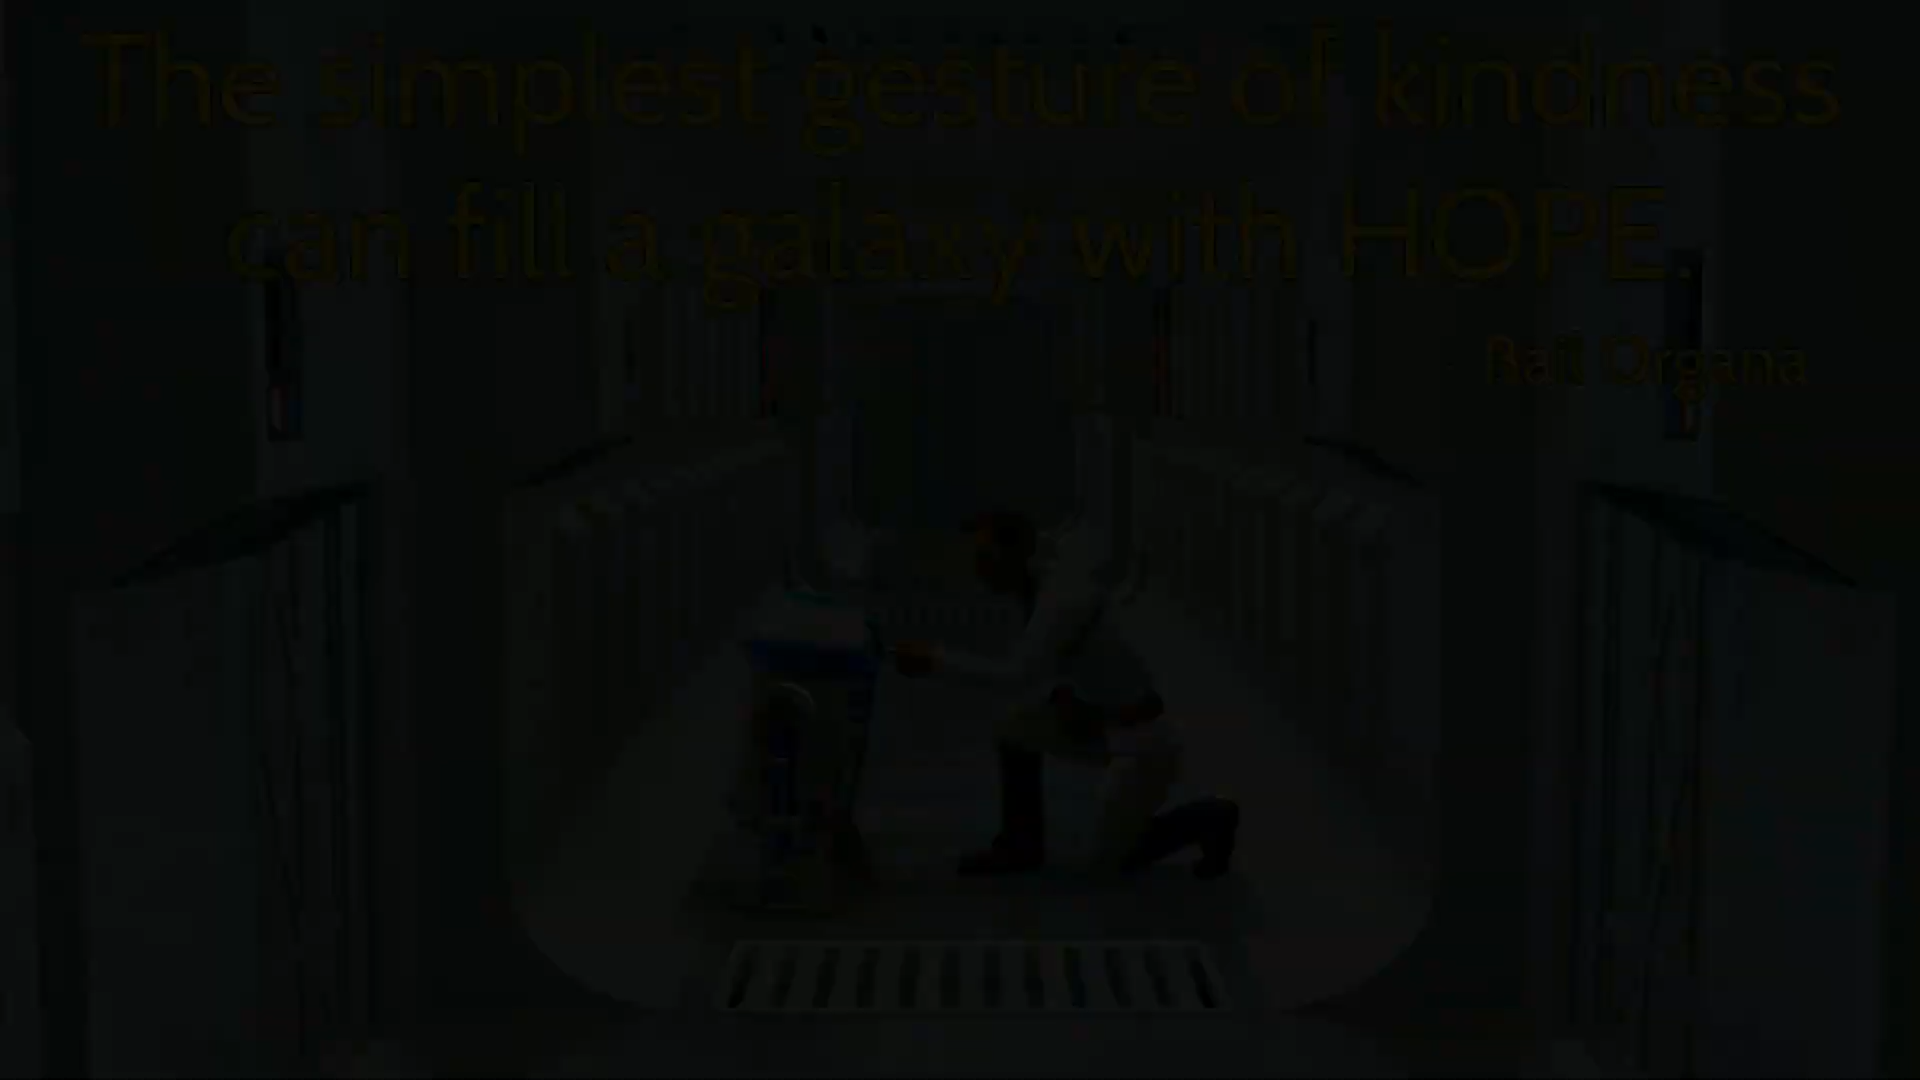 The simplest gesture of kindness
can fill a galaxy with HOPE.
- Bail Organa